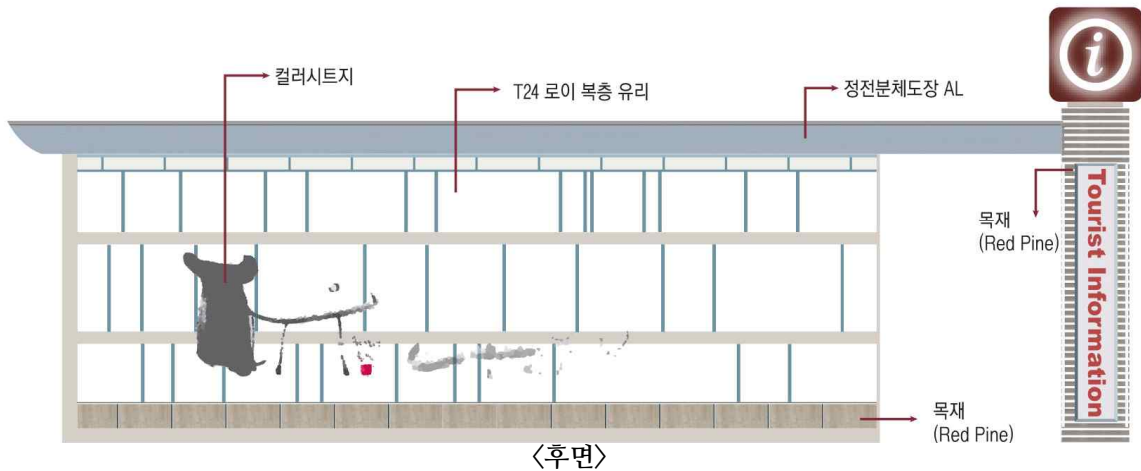 i
컬러시트지
T24 로이 복층 유리
정전분체도장 AL
목재
(Red Pine)
Tourist Information
목재
(Red Pine)
<후면>